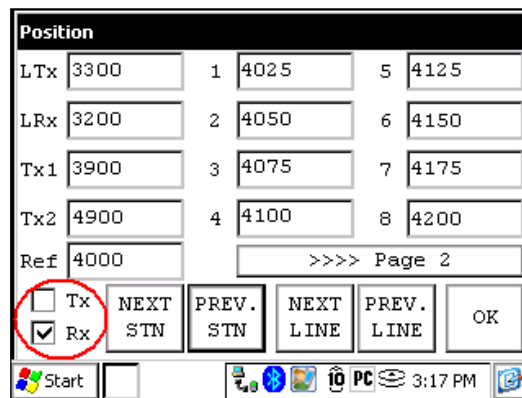 Position
LTx 3300 1 4025 5 4125
LRx 3200 2 4050 6 4150
Tx1 3900 3 4075 7 4175
Tx2 4900 4 4100 8 4200
Ref 4000 >>>> Page 2
Tx
Rx
NEXT STN
PREV. STN
NEXT LINE
PREV. LINE
OK
Start PC 3:17 PM